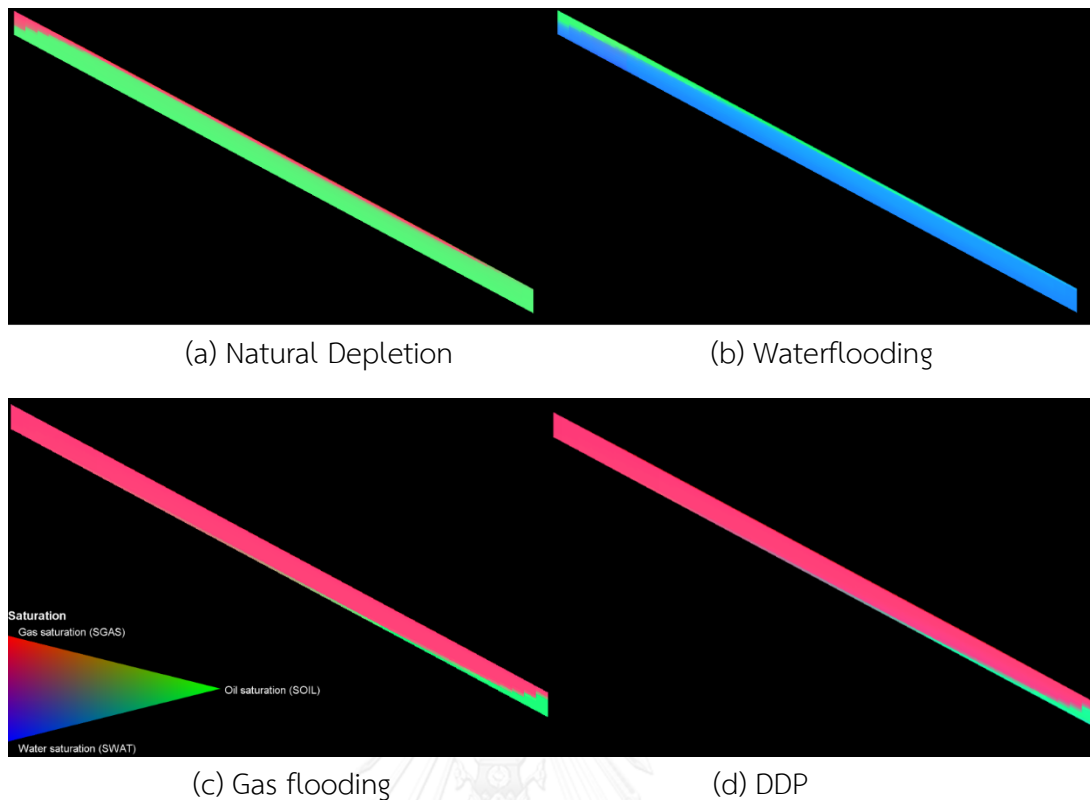 (a) Natural Depletion
(b) Waterflooding
Saturation
Gas saturation (SGAS)
Oil saturation (SOIL)
Water saturation (SWAT)
(c) Gas flooding
(d) DDP